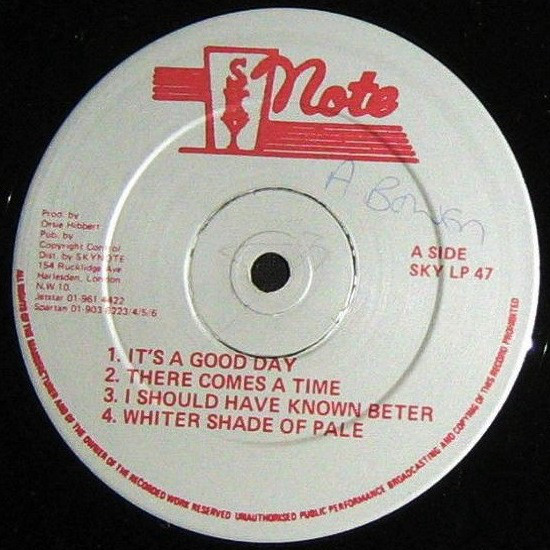 SKY Note
A Bowen
Prod. by
Orsie Hibbert
Pub. by
Copyright Control
Dist. by SKYNOTE
154 Rucklidge Ave
Harlesden, London
N.W.10.
Jetstar 01-961 4422
Spartan 01-903 8223/4/5/6
A SIDE
SKY LP 47
1. IT'S A GOOD DAY
2. THERE COMES A TIME
3. I SHOULD HAVE KNOWN BETER
4. WHITER SHADE OF PALE
ALL RIGHTS OF THE MANUFACTURER AND OF THE OWNER OF THE RECORDED WORK RESERVED UNAUTHORISED PUBLIC PERFORMANCE BROADCASTING AND COPYING OF THIS RECORD PROHIBITED